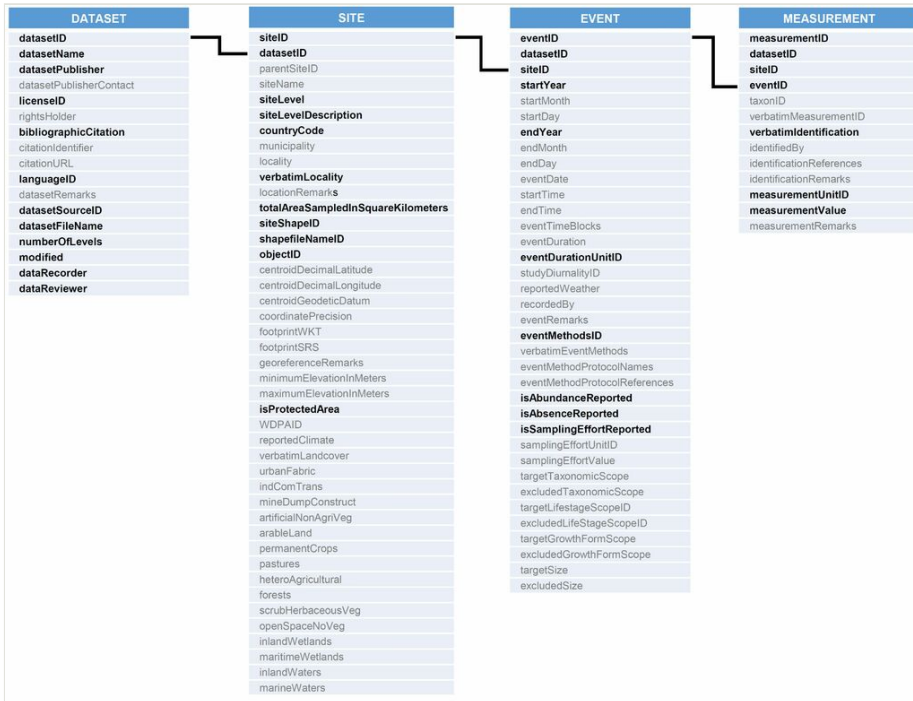 DATASET
datasetID
datasetName
datasetPublisher
datasetPublisherContact
licenseID
rightsHolder
bibliographicCitation
citationIdentifier
citationURL
languageID
datasetRemarks
datasetSourceID
datasetFileName
numberOfLevels
modified
dataRecorder
dataReviewer
SITE
siteID
datasetID
parentSiteID
siteName
siteLevel
siteLevelDescription
countryCode
municipality
locality
verbatimLocality
locationRemarks
totalAreaSampledInSquareKilometers
siteShapeID
shapefileNameID
objectID
centroidDecimalLatitude
centroidDecimalLongitude
centroidGeodeticDatum
coordinatePrecision
footprintWKT
footprintSRS
georeferenceRemarks
minimumElevationInMeters
maximumElevationInMeters
isProtectedArea
WDPAID
reportedClimate
verbatimLandcover
urbanFabric
indComTrans
mineDumpConstruct
artificialNonAgriVeg
arableLand
permanentCrops
pastures
heteroAgricultural
forests
scrubHerbaceousVeg
openSpaceNoVeg
inlandWetlands
maritimeWetlands
inlandWaters
marineWaters
EVENT
eventID
datasetID
siteID
startYear
startMonth
startDay
endYear
endMonth
endDay
eventDate
startTime
endTime
eventTimeBlocks
eventDuration
eventDurationUnitID
studyDiurnalityID
reportedWeather
recordedBy
eventRemarks
eventMethodsID
verbatimEventMethods
eventMethodProtocolNames
eventMethodProtocolReferences
isAbundanceReported
isAbsenceReported
isSamplingEffortReported
samplingEffortUnitID
samplingEffortValue
targetTaxonomicScope
excludedTaxonomicScope
targetLifestageScopeID
excludedLifeStageScopeID
targetGrowthFormScope
excludedGrowthFormScope
targetSize
excludedSize
MEASUREMENT
measurementID
datasetID
siteID
eventID
taxonID
verbatimMeasurementID
verbatimIdentification
identifiedBy
identificationReferences
identificationRemarks
measurementUnitID
measurementValue
measurementRemarks